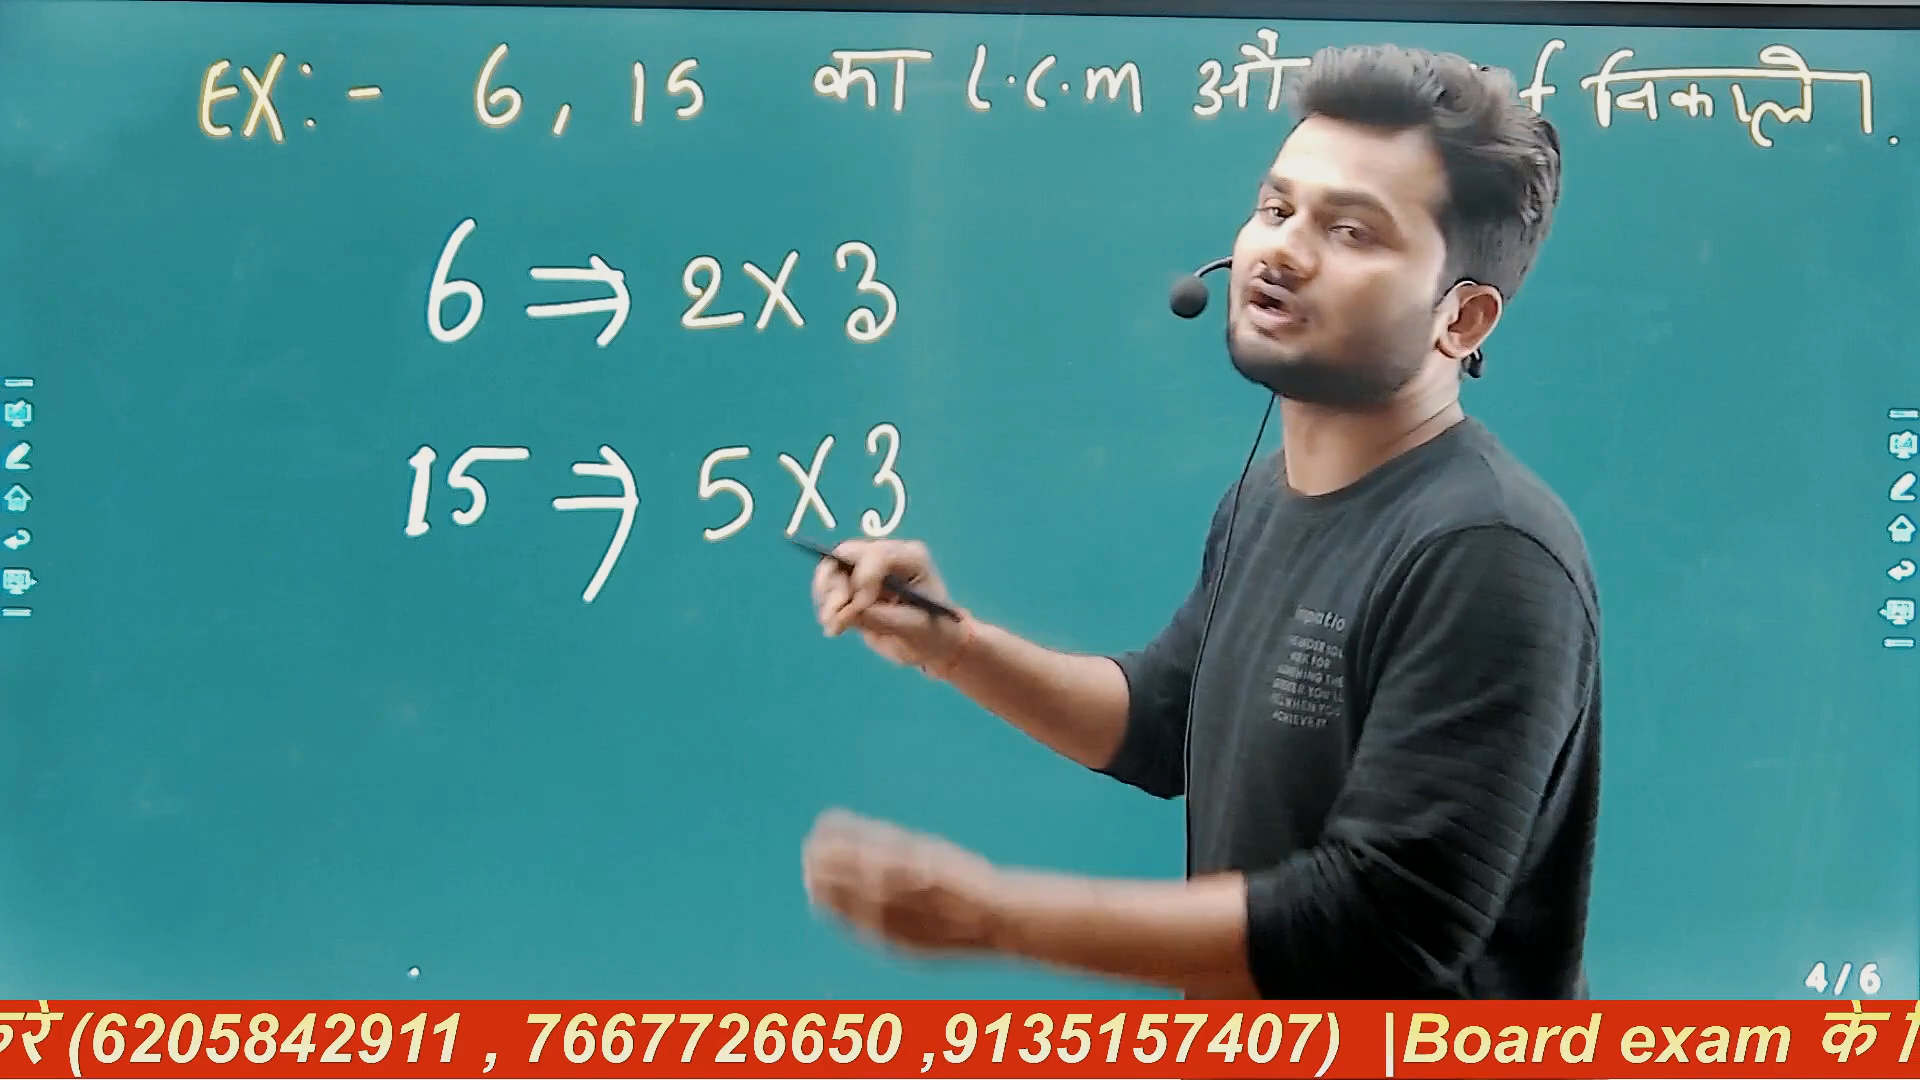 EX:- 6, 15 का L.C.M औ f निकाले।
6 ⇒ 2 X 3
15 ⇒ 5 X 3
4 / 6
रे (6205842911 , 7667726650 ,9135157407) |Board exam के